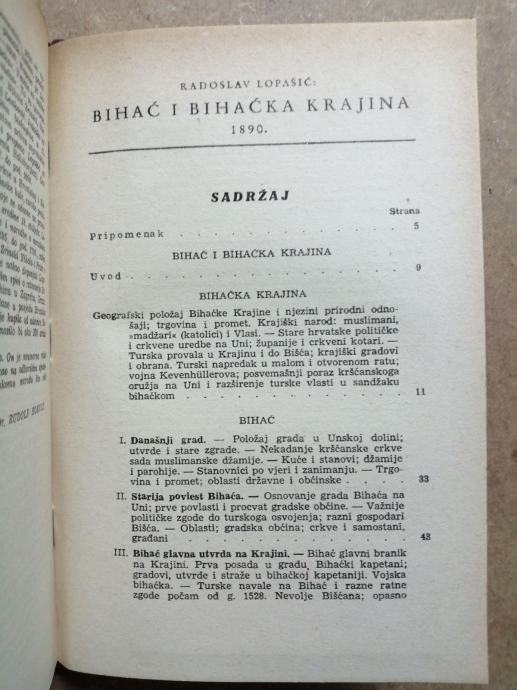 RADOSLAV LOPAŠIĆ:
BIHAĆ I BIHAĆKA KRAJINA
1890.
SADRŽAJ
Strana
Pripomenak . . . . . . . . . . . . . 5
BIHAĆ I BIHAĆKA KRAJINA
Uvod . . . . . . . . . . . . . . . 9
BIHAĆKA KRAJINA
Geografski položaj Bihaćke Krajine i njezini prirodni odno-
šaji; trgovina i promet. Krajiški narod: muslimani,
»madžari« (katolici) i Vlasi. — Stare hrvatske političke
i crkvene uredbe na Uni; županije i crkveni kotari. —
Turska provala u Krajinu i do Bišća; krajiški gradovi
i obrana. Turski napredak u malom i otvorenom ratu;
vojna Kevenhüllerova; posvemašnji poraz kršćanskog
oružja na Uni i razširenje turske vlasti u sandžaku
bihaćkom . . . . . . . . . . . . . 11
BIHAĆ
I. Današnji grad. — Položaj grada u Unskoj dolini;
utvrde i stare zgrade. — Nekadanje kršćanske crkve
sada muslimanske džamije. — Kuće i stanovi; džamije
i parohije. — Stanovnici po vjeri i zanimanju. — Trgo-
vina i promet; oblasti državne i občinske . . . . 33
II. Starija poviest Bihaća. — Osnovanje grada Bihaća na
Uni; prve povlasti i procvat gradske občine. — Važnije
političke zgode do turskoga osvojenja; razni gospodari
Bišća. — Oblasti; gradska občina; crkve i samostani,
građani . . . . . . . . . . . . . 43
III. Bihać glavna utvrda na Krajini. — Bihać glavni branik
na Krajini. Prva posada u gradu, Bihaćki kapetani;
gradovi, utvrde i straže u bihaćkoj kapetaniji. Vojska
bihaćka. — Turske navale na Bihać i razne ratne
zgode počam od g. 1528. Nevolje Bišćana; opasno